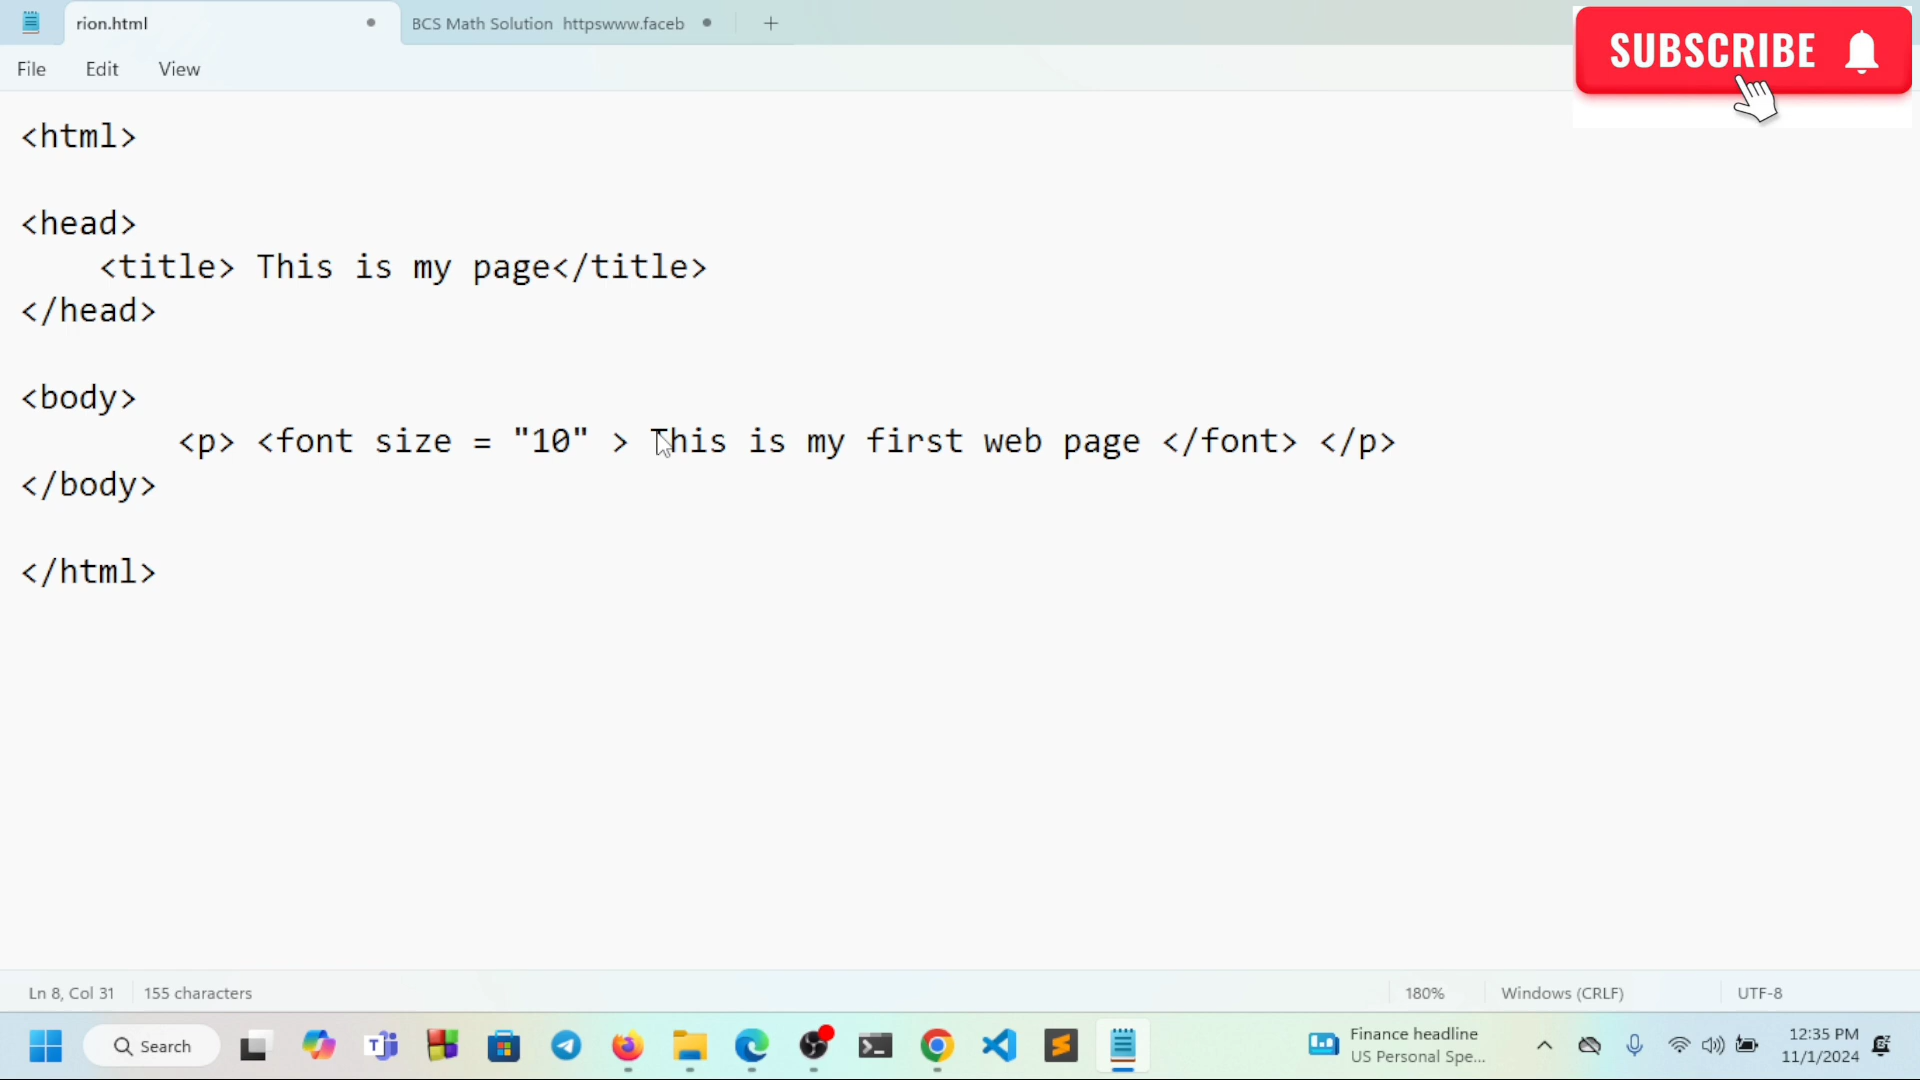 rion.html
BCS Math Solution httpswww.faceb
SUBSCRIBE
File Edit View
<html>
<head>
<title> This is my page</title>
</head>
<body>
<p> <font size = "10" > This is my first web page </font> </p>
</body>
</html>
Ln 8, Col 31 155 characters 180% Windows (CRLF) UTF-8
Search
Finance headline
US Personal Spe...
12:35 PM
11/1/2024